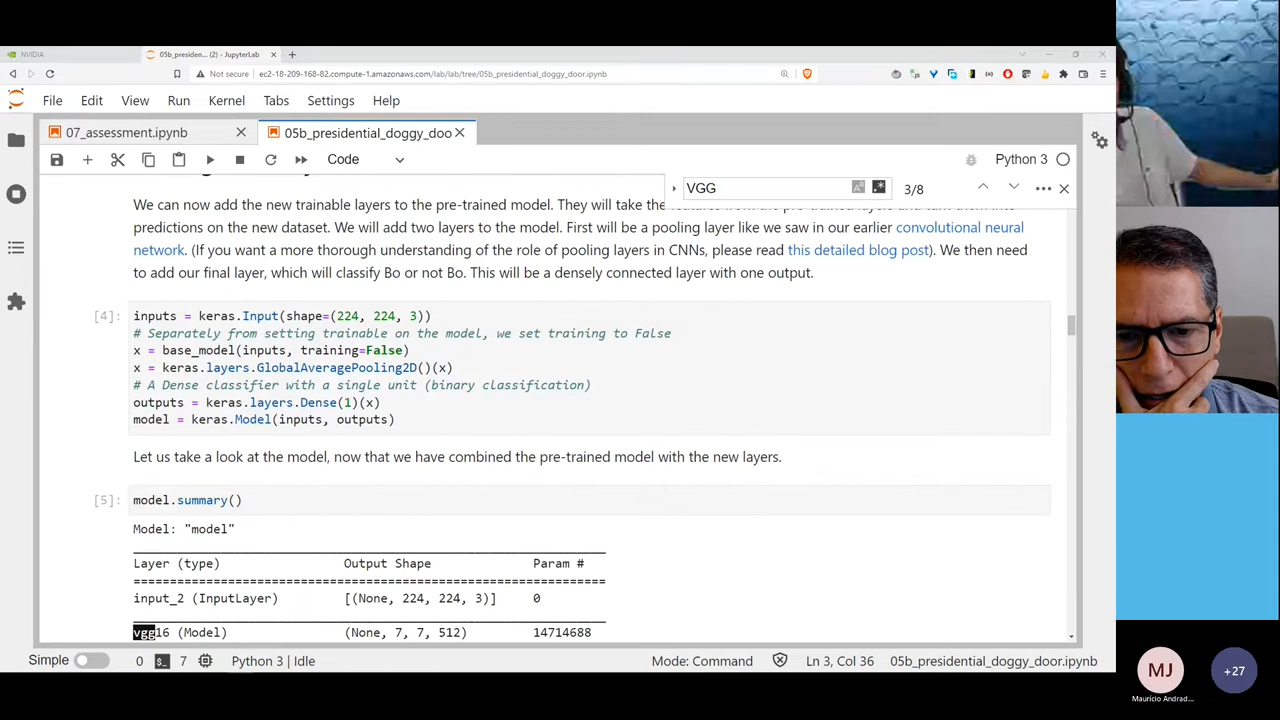 NVIDIA
05b_presiden... (2) - JupyterLab
Not secure
ec2-18-209-168-82.compute-1.amazonaws.com/lab/lab/tree/05b_presidential_doggy_door.ipynb
File Edit View Run Kernel Tabs Settings Help
07_assessment.ipynb
05b_presidential_doggy_doo
Code
Python 3
VGG
3/8
We can now add the new trainable layers to the pre-trained model. They will take the
predictions on the new dataset. We will add two layers to the model. First will be a pooling layer like we saw in our earlier convolutional neural
network. (If you want a more thorough understanding of the role of pooling layers in CNNs, please read this detailed blog post). We then need
to add our final layer, which will classify Bo or not Bo. This will be a densely connected layer with one output.
[4]:
inputs = keras.Input(shape=(224, 224, 3))
# Separately from setting trainable on the model, we set training to False
x = base_model(inputs, training=False)
x = keras.layers.GlobalAveragePooling2D()(x)
# A Dense classifier with a single unit (binary classification)
outputs = keras.layers.Dense(1)(x)
model = keras.Model(inputs, outputs)
Let us take a look at the model, now that we have combined the pre-trained model with the new layers.
[5]:
model.summary()
Model: "model"
Layer (type) Output Shape Param #
input_2 (InputLayer) [(None, 224, 224, 3)] 0
vgg16 (Model) (None, 7, 7, 512) 14714688
Simple 0 7 Python 3 | Idle Mode: Command Ln 3, Col 36 05b_presidential_doggy_door.ipynb
MJ
Maurício Andrad...
+27